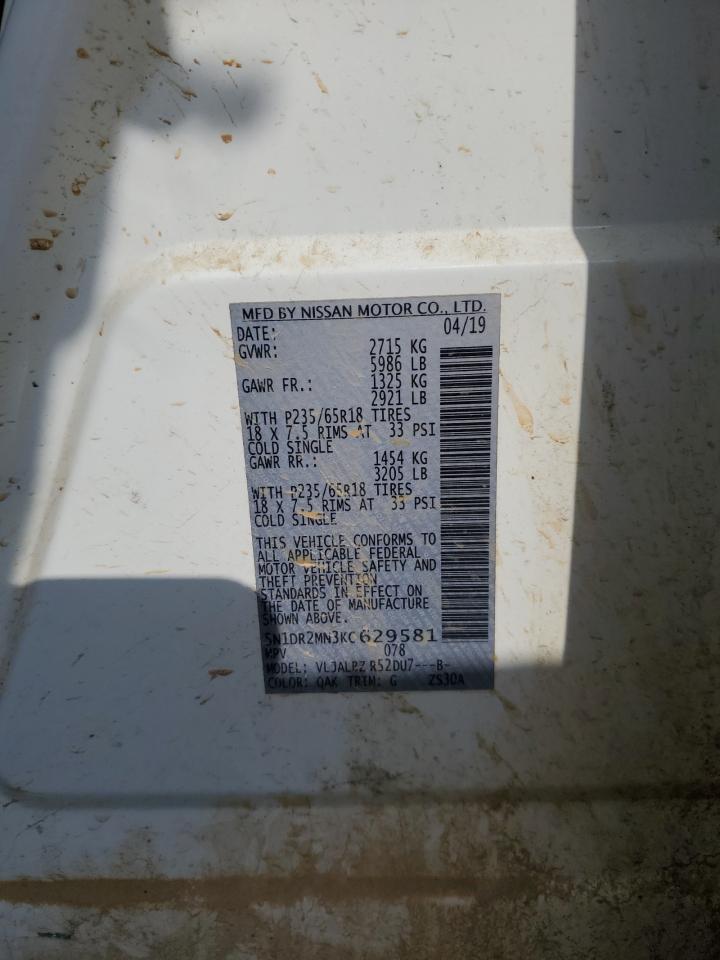 MFD BY NISSAN MOTOR CO., LTD.
DATE: 04/19
GVWR: 2715 KG
5986 LB
GAWR FR.: 1325 KG
2921 LB
WITH P235/65R18 TIRES
18 X 7.5 RIMS AT 33 PSI
COLD SINGLE
GAWR RR.: 1454 KG
3205 LB
WITH P235/65R18 TIRES
18 X 7.5 RIMS AT 33 PSI
COLD SINGLE
THIS VEHICLE CONFORMS TO
ALL APPLICABLE FEDERAL
MOTOR VEHICLE SAFETY AND
THEFT PREVENTION
STANDARDS IN EFFECT ON
THE DATE OF MANUFACTURE
SHOWN ABOVE.
5N1DR2MN3KC629581
MPV 078
MODEL: R52DU7---B-
COLOR: QAK TRIM: G ZS30A